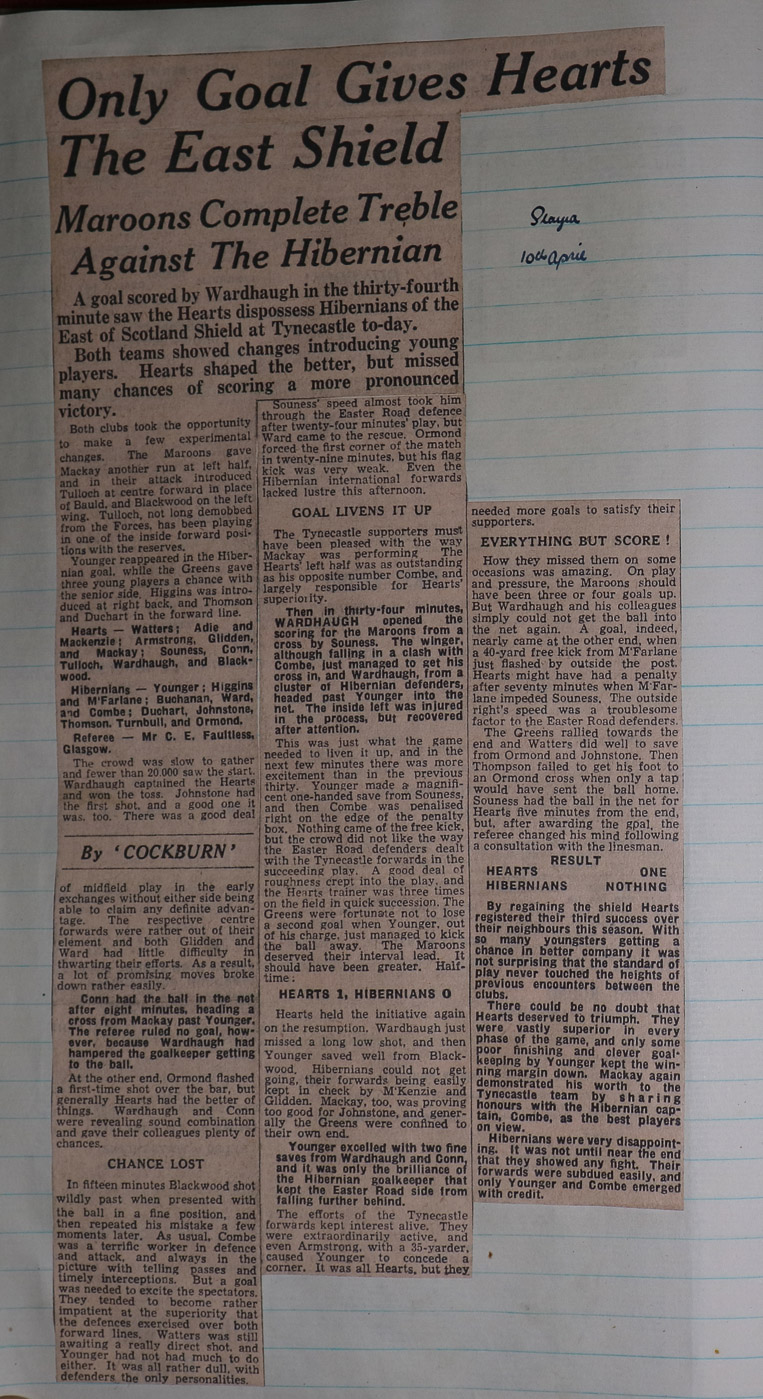 Only Goal Gives Hearts
The East Shield
Maroons Complete Treble
Against The Hibernian
10th April
A goal scored by Wardhaugh in the thirty-fourth
minute saw the Hearts dispossess Hibernians of the
East of Scotland Shield at Tynecastle to-day.
Both teams showed changes introducing young
players. Hearts shaped the better, but missed
many chances of scoring a more pronounced
victory.
Both clubs took the opportunity
to make a few experimental
changes. The Maroons gave
Mackay another run at left half,
and in their attack introduced
Tulloch at centre forward in place
of Bauld, and Blackwood on the left
wing. Tulloch, not long demobbed
from the Forces, has been playing
in one of the inside forward posi-
tions with the reserves.
Younger reappeared in the Hiber-
nian goal, while the Greens gave
three young players a chance with
the senior side. Higgins was intro-
duced at right back, and Thomson
and Duchart in the forward line.
Hearts — Watters; Adie and
Mackenzie; Armstrong, Glidden,
and Mackay; Souness, Conn,
Tulloch, Wardhaugh, and Black-
wood.
Hibernians — Younger; Higgins
and M'Farlane; Buchanan, Ward,
and Combe; Duchart, Johnstone,
Thomson, Turnbull, and Ormond.
Referee — Mr C. E. Faultless,
Glasgow.
The crowd was slow to gather
and fewer than 20,000 saw the start.
Wardhaugh captained the Hearts
and won the toss. Johnstone had
the first shot, and a good one it
was, too. There was a good deal
By 'COCKBURN'
of midfield play in the early
exchanges without either side being
able to claim any definite advan-
tage. The respective centre
forwards were rather out of their
element and both Glidden and
Ward had little difficulty in
thwarting their efforts. As a result,
a lot of promising moves broke
down rather easily.
Conn had the ball in the net
after eight minutes, heading a
cross from Mackay past Younger.
The referee ruled no goal, how-
ever, because Wardhaugh had
hampered the goalkeeper getting
to the ball.
At the other end, Ormond flashed
a first-time shot over the bar, but
generally Hearts had the better of
things. Wardhaugh and Conn
were revealing sound combination
and gave their colleagues plenty of
chances.
CHANCE LOST
In fifteen minutes Blackwood shot
wildly past when presented with
the ball in a fine position, and
then repeated his mistake a few
moments later. As usual, Combe
was a terrific worker in defence
and attack, and always in the
picture with telling passes and
timely interceptions. But a goal
was needed to excite the spectators.
They tended to become rather
impatient at the superiority that
the defences exercised over both
forward lines. Watters was still
awaiting a really direct shot, and
Younger had not had much to do
either. It was all rather dull, with
defenders the only personalities.
Souness' speed almost took him
through the Easter Road defence
after twenty-four minutes' play, but
Ward came to the rescue. Ormond
forced the first corner of the match
in twenty-nine minutes, but his flag
kick was very weak. Even the
Hibernian international forwards
lacked lustre this afternoon.
GOAL LIVENS IT UP
The Tynecastle supporters must
have been pleased with the way
Mackay was performing The
Hearts' left half was as outstanding
as his opposite number Combe, and
largely responsible for Hearts'
superiority.
Then in thirty-four minutes,
WARDHAUGH opened the
scoring for the Maroons from a
cross by Souness. The winger,
although falling in a clash with
Combe, just managed to get his
cross in, and Wardhaugh, from a
cluster of Hibernian defenders,
headed past Younger into the
net. The inside left was injured
in the process, but recovered
after attention.
This was just what the game
needed to liven it up, and in the
next few minutes there was more
excitement than in the previous
thirty. Younger made a magnifi-
cent one-handed save from Souness,
and then Combe was penalised
right on the edge of the penalty
box. Nothing came of the free kick,
but the crowd did not like the way
the Easter Road defenders dealt
with the Tynecastle forwards in the
succeeding play. A good deal of
roughness crept into the play, and
the Hearts trainer was three times
on the field in quick succession. The
Greens were fortunate not to lose
a second goal when Younger, out
of his charge, just managed to kick
the ball away. The Maroons
deserved their interval lead. It
should have been greater. Half-
time:
HEARTS 1, HIBERNIANS 0
Hearts held the initiative again
on the resumption. Wardhaugh just
missed a long low shot, and then
Younger saved well from Black-
wood. Hibernians could not get
going, their forwards being easily
kept in check by M'Kenzie and
Glidden. Mackay, too, was proving
too good for Johnstone, and gener-
ally the Greens were confined to
their own end.
Younger excelled with two fine
saves from Wardhaugh and Conn,
and it was only the brilliance of
the Hibernian goalkeeper that
kept the Easter Road side from
falling further behind.
The efforts of the Tynecastle
forwards kept interest alive. They
were extraordinarily active, and
even Armstrong, with a 35-yarder,
caused Younger to concede a
corner. It was all Hearts, but they
needed more goals to satisfy their
supporters.
EVERYTHING BUT SCORE!
How they missed them on some
occasions was amazing. On play
and pressure, the Maroons should
have been three or four goals up.
But Wardhaugh and his colleagues
simply could not get the ball into
the net again. A goal, indeed,
nearly came at the other end, when
a 40-yard free kick from M'Farlane
just flashed by outside the post.
Hearts might have had a penalty
after seventy minutes when M'Far-
lane impeded Souness. The outside
right's speed was a troublesome
factor to the Easter Road defenders.
The Greens rallied towards the
end and Watters did well to save
from Ormond and Johnstone. Then
Thompson failed to get his foot to
an Ormond cross when only a tap
would have sent the ball home.
Souness had the ball in the net for
Hearts five minutes from the end,
but, after awarding the goal, the
referee changed his mind following
a consultation with the linesman.
RESULT
HEARTS ONE
HIBERNIANS NOTHING
By regaining the shield Hearts
registered their third success over
their neighbours this season. With
so many youngsters getting a
chance in better company it was
not surprising that the standard of
play never touched the heights of
previous encounters between the
clubs.
There could be no doubt that
Hearts deserved to triumph. They
were vastly superior in every
phase of the game, and only some
poor finishing and clever goal-
keeping by Younger kept the win-
ning margin down. Mackay again
demonstrated his worth to the
Tynecastle team by sharing
honours with the Hibernian cap-
tain, Combe, as the best players
on view.
Hibernians were very disappoint-
ing. It was not until near the end
that they showed any fight. Their
forwards were subdued easily, and
only Younger and Combe emerged
with credit.